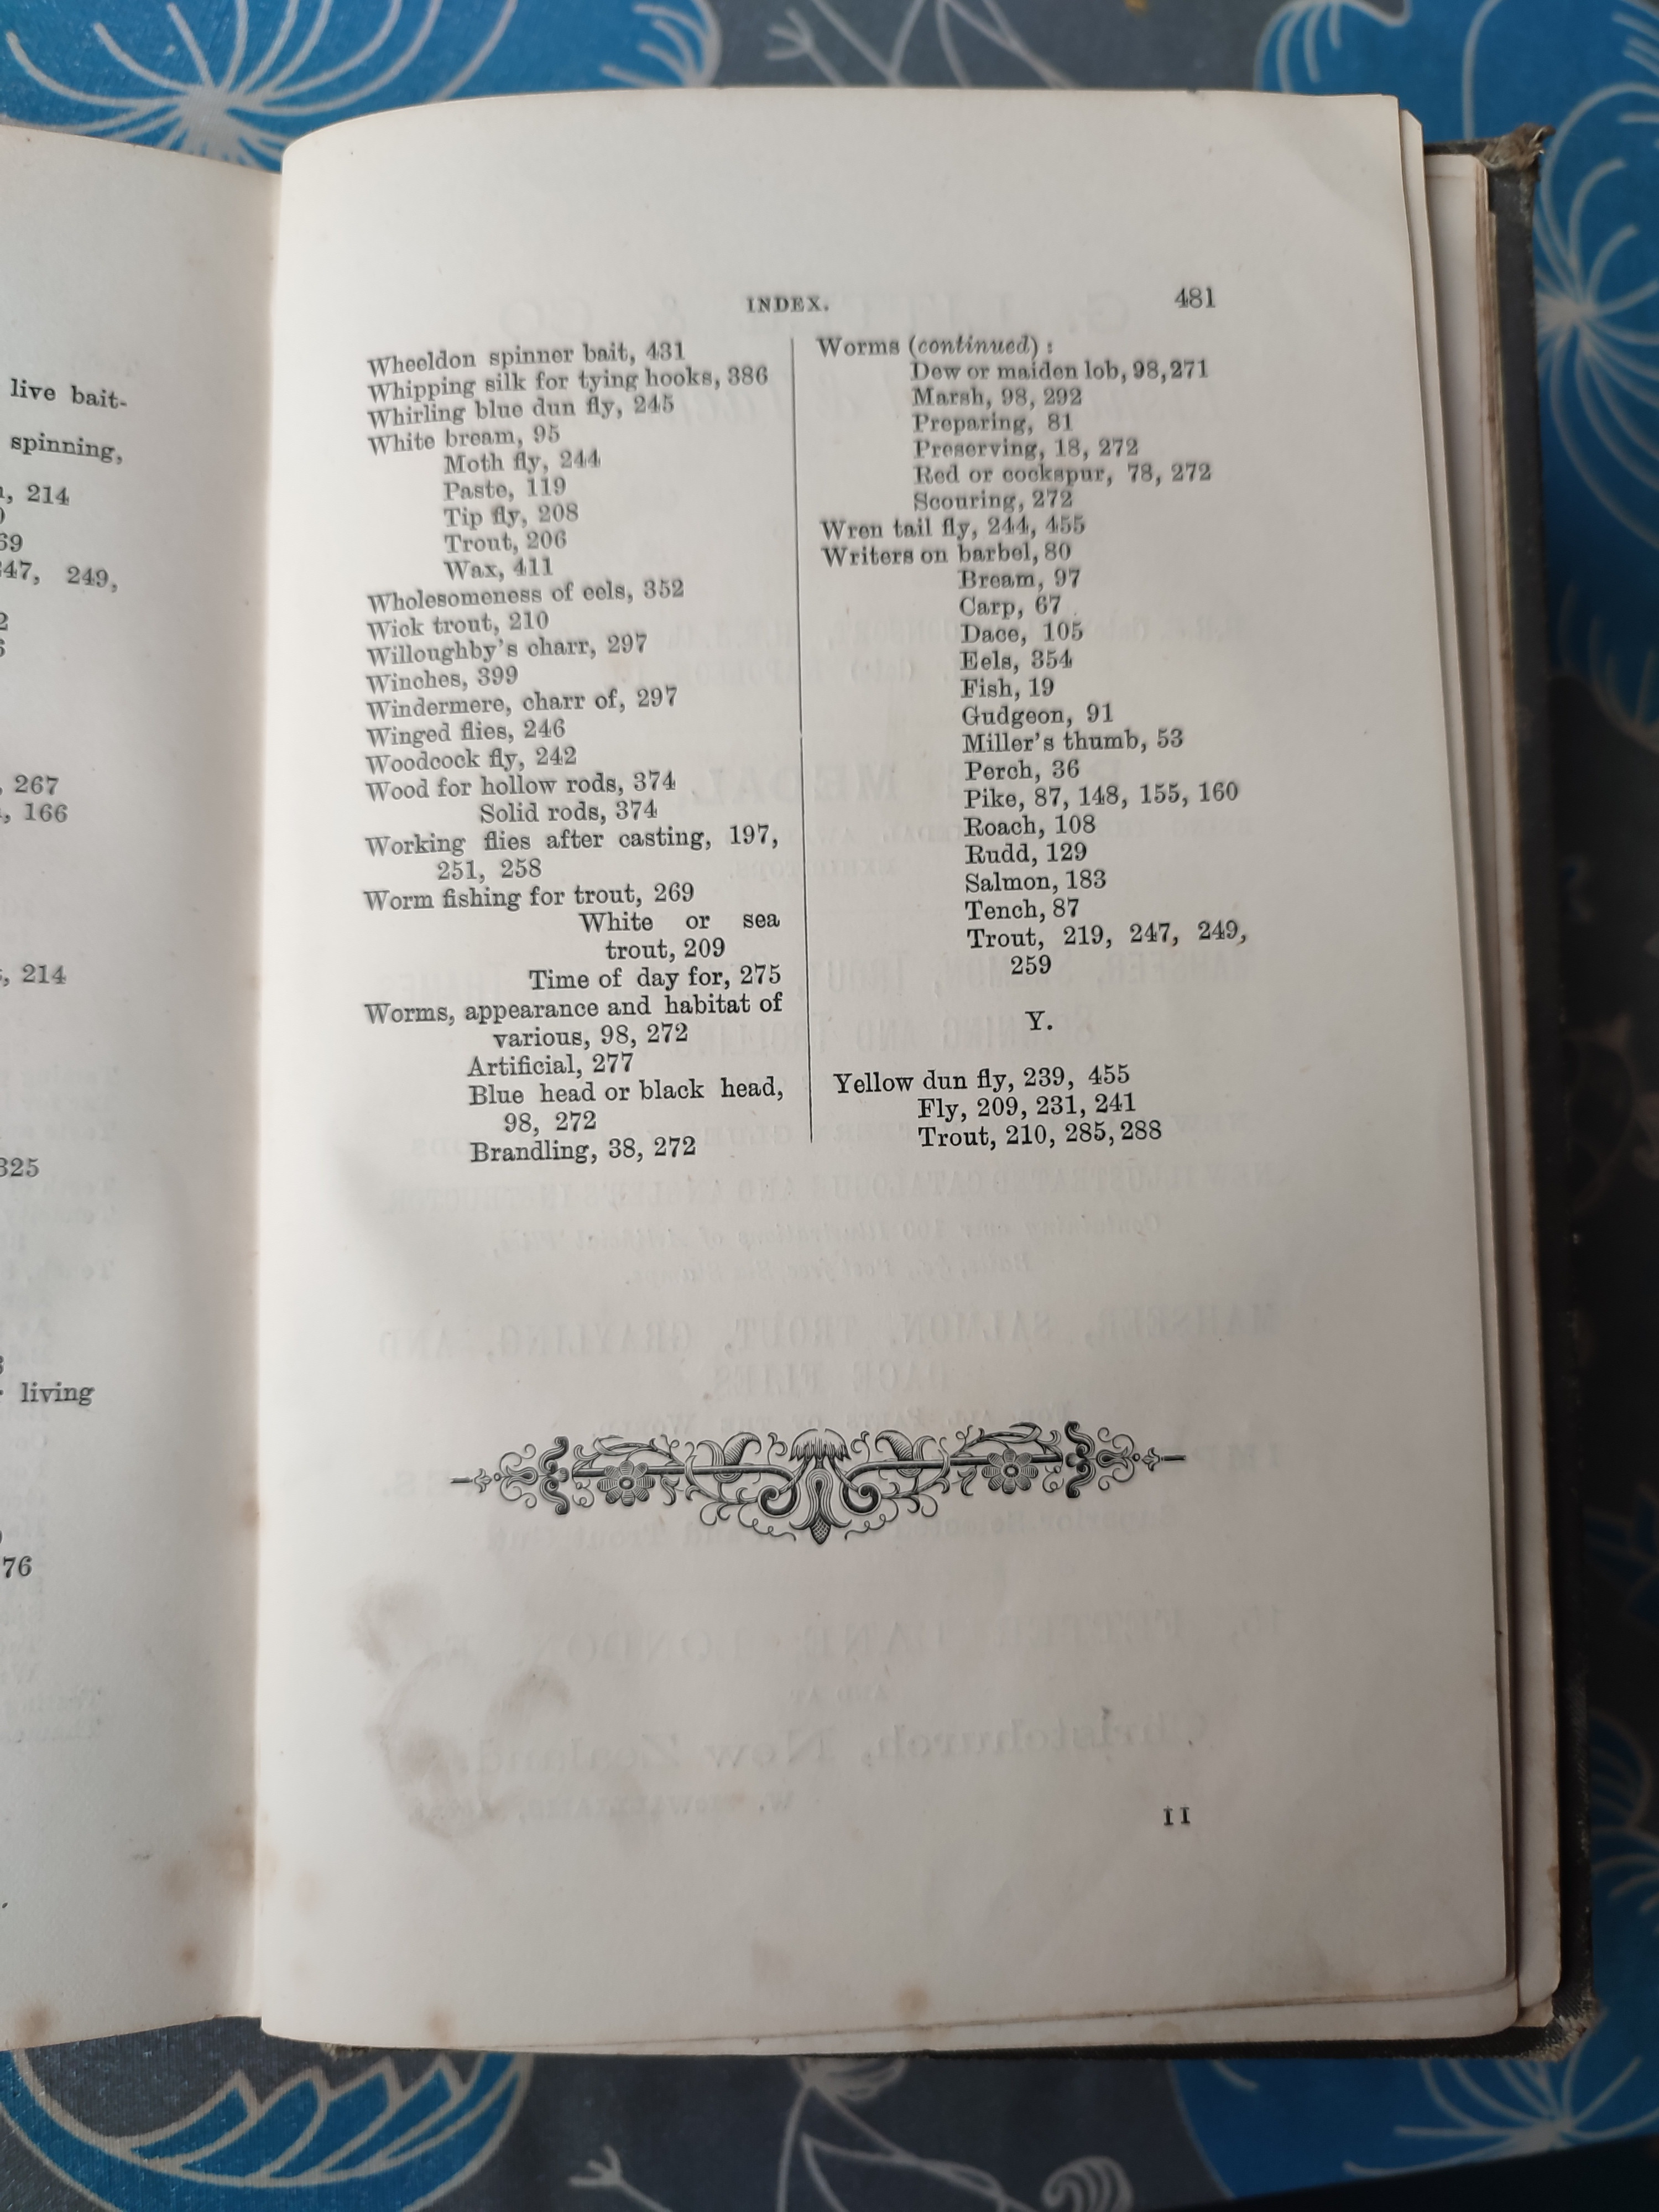 live bait-
spinning,
, 214
69
47, 249,
, 267
, 166
, 214
325
living
76
INDEX. 481
Wheeldon spinner bait, 431
Whipping silk for tying hooks, 386
Whirling blue dun fly, 245
White bream, 95
Moth fly, 244
Paste, 119
Tip fly, 208
Trout, 206
Wax, 411
Wholesomeness of eels, 352
Wick trout, 210
Willoughby's charr, 297
Winches, 399
Windermere, charr of, 297
Winged flies, 246
Woodcock fly, 242
Wood for hollow rods, 374
Solid rods, 374
Working flies after casting, 197,
251, 258
Worm fishing for trout, 269
White or sea
trout, 209
Time of day for, 275
Worms, appearance and habitat of
various, 98, 272
Artificial, 277
Blue head or black head,
98, 272
Brandling, 38, 272
Worms (continued) :
Dew or maiden lob, 98, 271
Marsh, 98, 292
Preparing, 81
Preserving, 18, 272
Red or cockspur, 78, 272
Scouring, 272
Wren tail fly, 244, 455
Writers on barbel, 80
Bream, 97
Carp, 67
Dace, 105
Eels, 354
Fish, 19
Gudgeon, 91
Miller's thumb, 53
Perch, 36
Pike, 87, 148, 155, 160
Roach, 108
Rudd, 129
Salmon, 183
Tench, 87
Trout, 219, 247, 249,
259
Y.
Yellow dun fly, 239, 455
Fly, 209, 231, 241
Trout, 210, 285, 288
I I